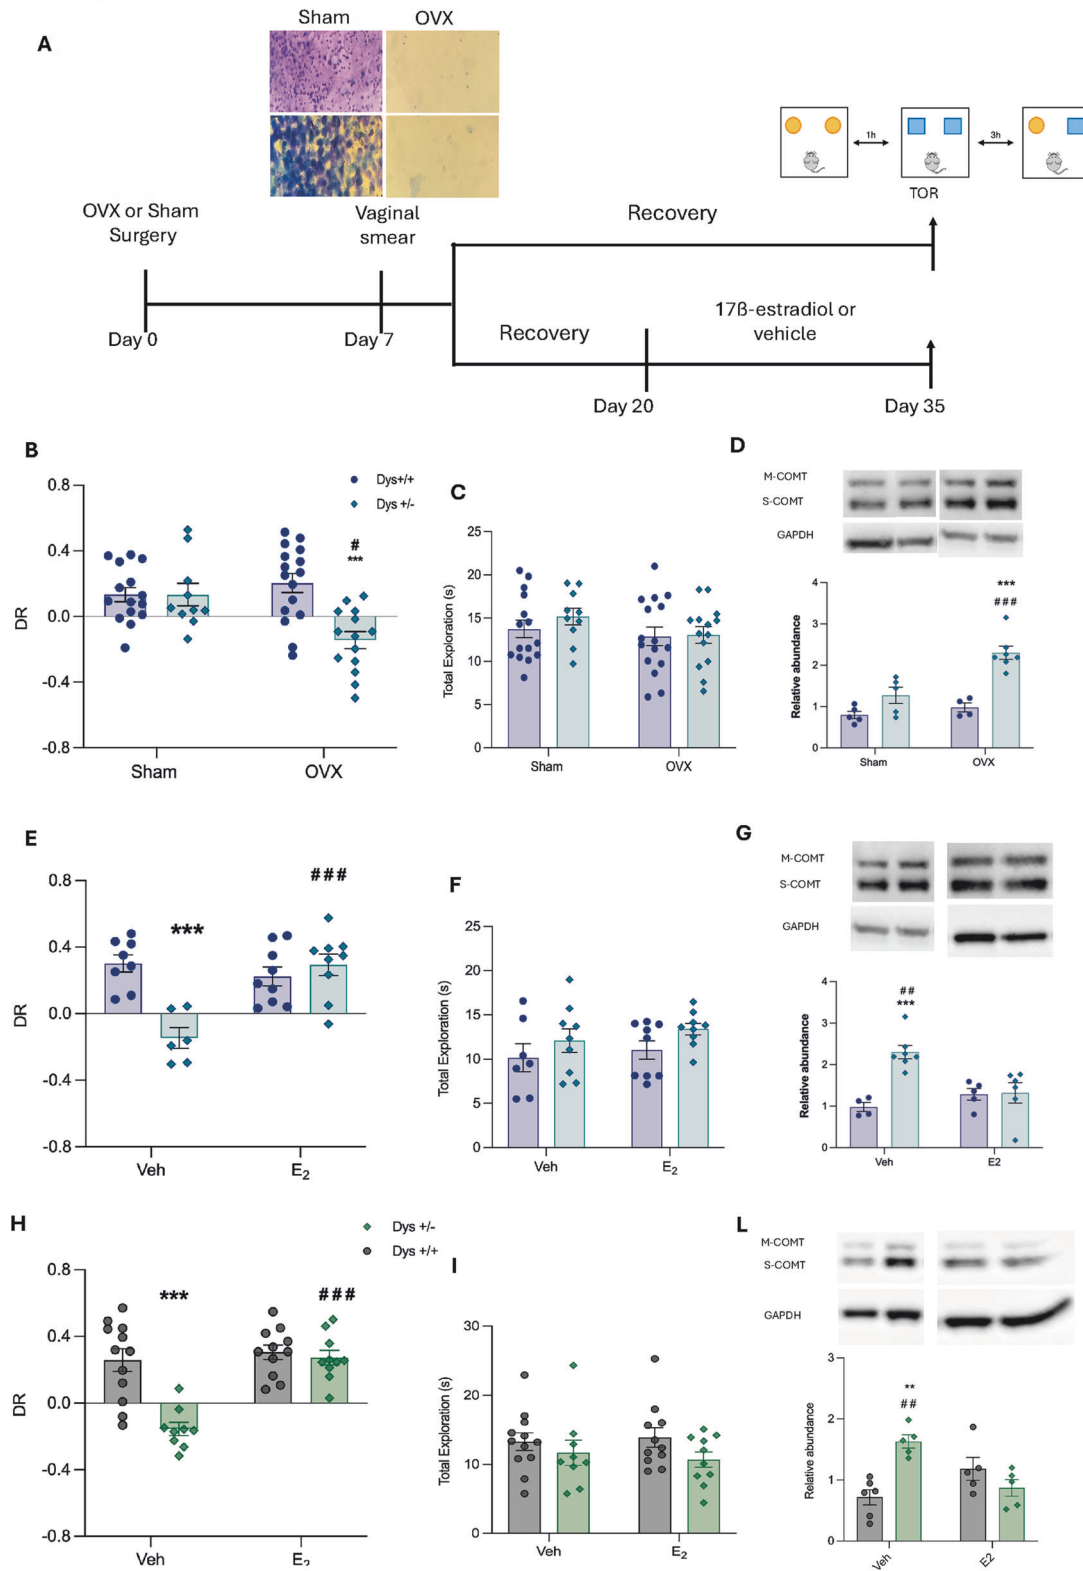 Sham
OVX
A
1h
3h
TOR
OVX or Sham
Surgery
Vaginal
smear
Recovery
17ß-estradiol or
vehicle
Recovery
Day 0
Day 7
Day 20
Day 35
B
Dys+/+
Dys +/-
0.8
0.4
0.0
-0.4
-0.8
DR
#
***
Sham
OVX
C
25
20
15
10
5
0
Total Exploration (s)
Sham
OVX
D
M-COMT
S-COMT
GAPDH
4
3
2
1
0
Relative abundance
***
###
Sham
OVX
E
0.8
0.4
0.0
-0.4
-0.8
DR
***
###
Veh
E2
F
25
20
15
10
5
0
Total Exploration (s)
Veh
E2
G
M-COMT
S-COMT
GAPDH
4
3
2
1
0
Relative abundance
##
***
Veh
E2
H
Dys +/-
Dys +/+
0.8
0.4
0.0
-0.4
-0.8
DR
***
###
Veh
E2
I
30
20
10
0
Total Exploration (s)
Veh
E2
L
M-COMT
S-COMT
GAPDH
3
2
1
0
Relative abundance
**
##
Veh
E2